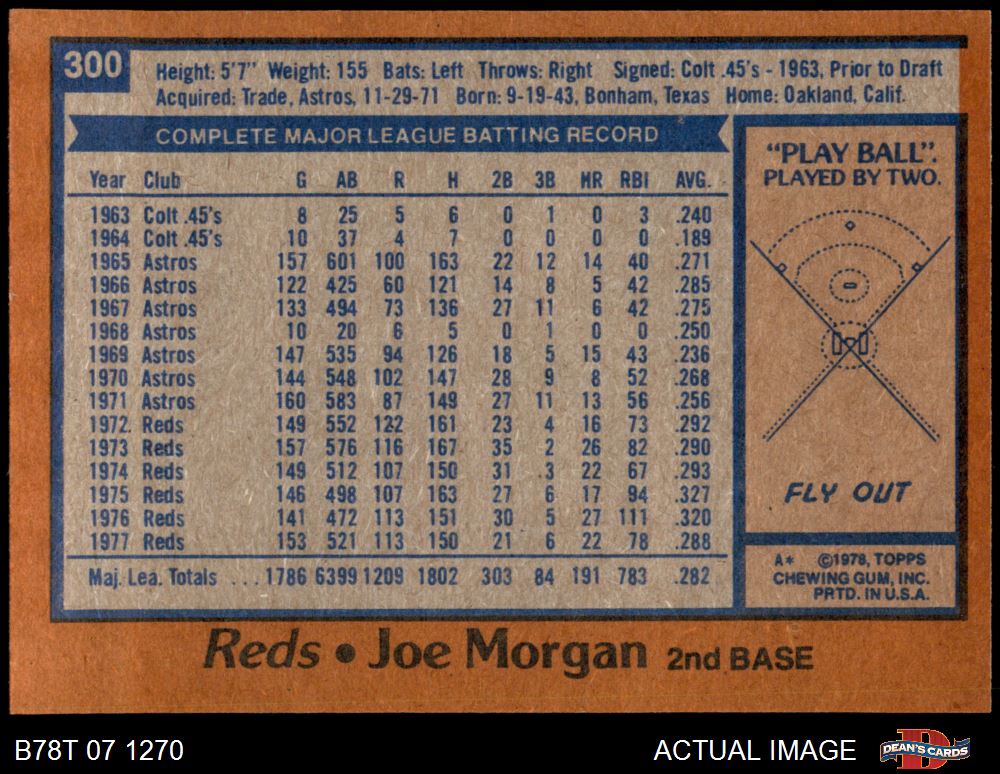 300
Height: 5'7" Weight: 155 Bats: Left Throws: Right Signed: Colt .45's - 1963, Prior to Draft
Acquired: Trade, Astros, 11-29-71 Born: 9-19-43, Bonham, Texas Home: Oakland, Calif.
COMPLETE MAJOR LEAGUE BATTING RECORD
Year Club G AB R H 2B 3B HR RBI AVG.
1963 Colt .45's 8 25 5 6 0 1 0 3 .240
1964 Colt .45's 10 37 4 7 0 0 0 0 .189
1965 Astros 157 601 100 163 22 12 14 40 .271
1966 Astros 122 425 60 121 14 8 5 42 .285
1967 Astros 133 494 73 136 27 11 6 42 .275
1968 Astros 10 20 6 5 0 1 0 0 .250
1969 Astros 147 535 94 126 18 5 15 43 .236
1970 Astros 144 548 102 147 28 9 8 52 .268
1971 Astros 160 583 87 149 27 11 13 56 .256
1972 Reds 149 552 122 161 23 4 16 73 .292
1973 Reds 157 576 116 167 35 2 26 82 .290
1974 Reds 149 512 107 150 31 3 22 67 .293
1975 Reds 146 498 107 163 27 6 17 94 .327
1976 Reds 141 472 113 151 30 5 27 111 .320
1977 Reds 153 521 113 150 21 6 22 78 .288
Maj. Lea. Totals ...1786 6399 1209 1802 303 84 191 783 .282
"PLAY BALL".
PLAYED BY TWO.
FLY OUT
A* ©1978, TOPPS
CHEWING GUM, INC.
PRTD. IN U.S.A.
Reds • Joe Morgan 2nd BASE
B78T 07 1270
ACTUAL IMAGE
DEAN'S CARDS